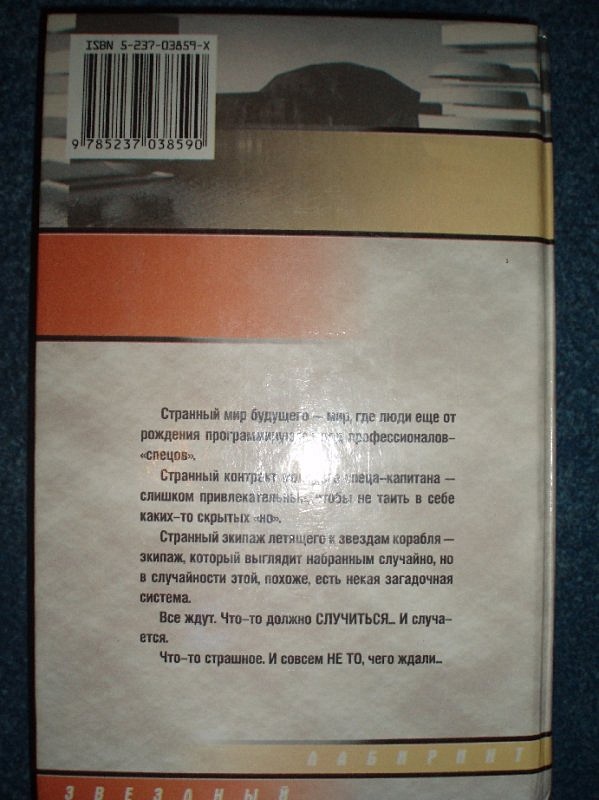 ISBN 5-237-03859-X
9 785237 038590
Странный мир будущего – мир, где люди еще от
рождения программируются под профессионалов-
«спецов».
Странный контракт спеца-капитана –
слишком привлекательный, чтобы не таить в себе
каких-то скрытых «но».
Странный экипаж летящего к звездам корабля –
экипаж, который выглядит набранным случайно, но
в случайности этой, похоже, есть некая загадочная
система.
Все ждут. Что-то должно СЛУЧИТЬСЯ... И случа-
ется.
Что-то страшное. И совсем НЕ ТО, чего ждали...
ЛАБИРИНТ
ЗВЕЗДНЫЙ